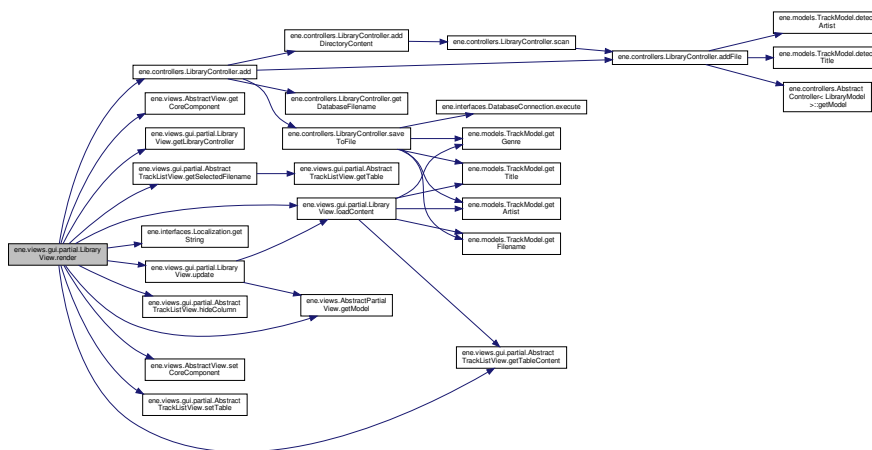 ene.views.gui.partial.Library
View.render
ene.controllers.LibraryController.add
ene.views.AbstractView.get
CoreComponent
ene.views.gui.partial.Library
View.getLibraryController
ene.views.gui.partial.Abstract
TrackListView.getSelectedFilename
ene.interfaces.Localization.get
String
ene.views.gui.partial.Library
View.update
ene.views.gui.partial.Abstract
TrackListView.hideColumn
ene.views.AbstractView.set
CoreComponent
ene.views.gui.partial.Abstract
TrackListView.setTable
ene.controllers.LibraryController.add
DirectoryContent
ene.controllers.LibraryController.get
DatabaseFilename
ene.controllers.LibraryController.save
ToFile
ene.views.gui.partial.Abstract
TrackListView.getTable
ene.views.gui.partial.Library
View.loadContent
ene.views.AbstractPartial
View.getModel
ene.controllers.LibraryController.scan
ene.interfaces.DatabaseConnection.execute
ene.models.TrackModel.get
Genre
ene.models.TrackModel.get
Title
ene.models.TrackModel.get
Artist
ene.models.TrackModel.get
Filename
ene.views.gui.partial.Abstract
TrackListView.getTableContent
ene.controllers.LibraryController.addFile
ene.models.TrackModel.detec
Artist
ene.models.TrackModel.detec
Title
ene.controllers.Abstract
Controller< LibraryModel
>::getModel